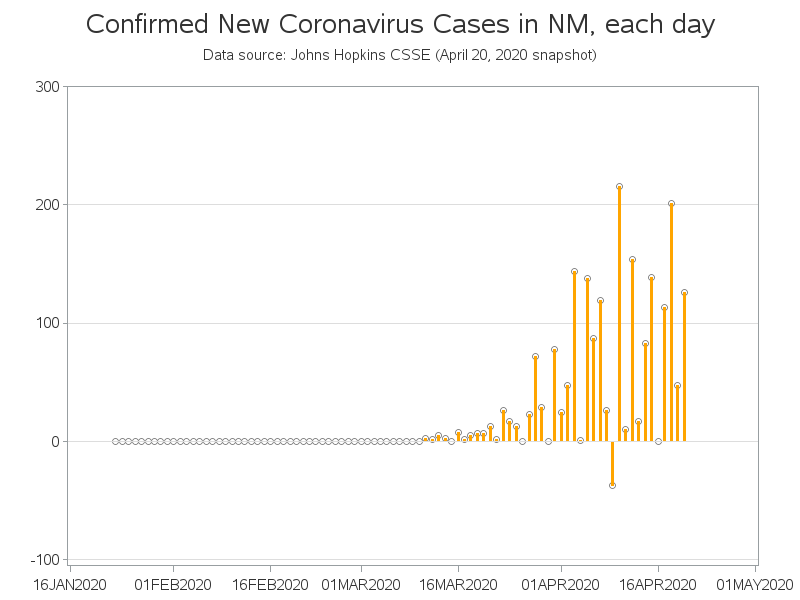 Confirmed New Coronavirus Cases in NM, each day
Data source: Johns Hopkins CSSE (April 20, 2020 snapshot)
300
200
100
0
-100
16JAN2020 01FEB2020 16FEB2020 01MAR2020 16MAR2020 01APR2020 16APR2020 01MAY2020